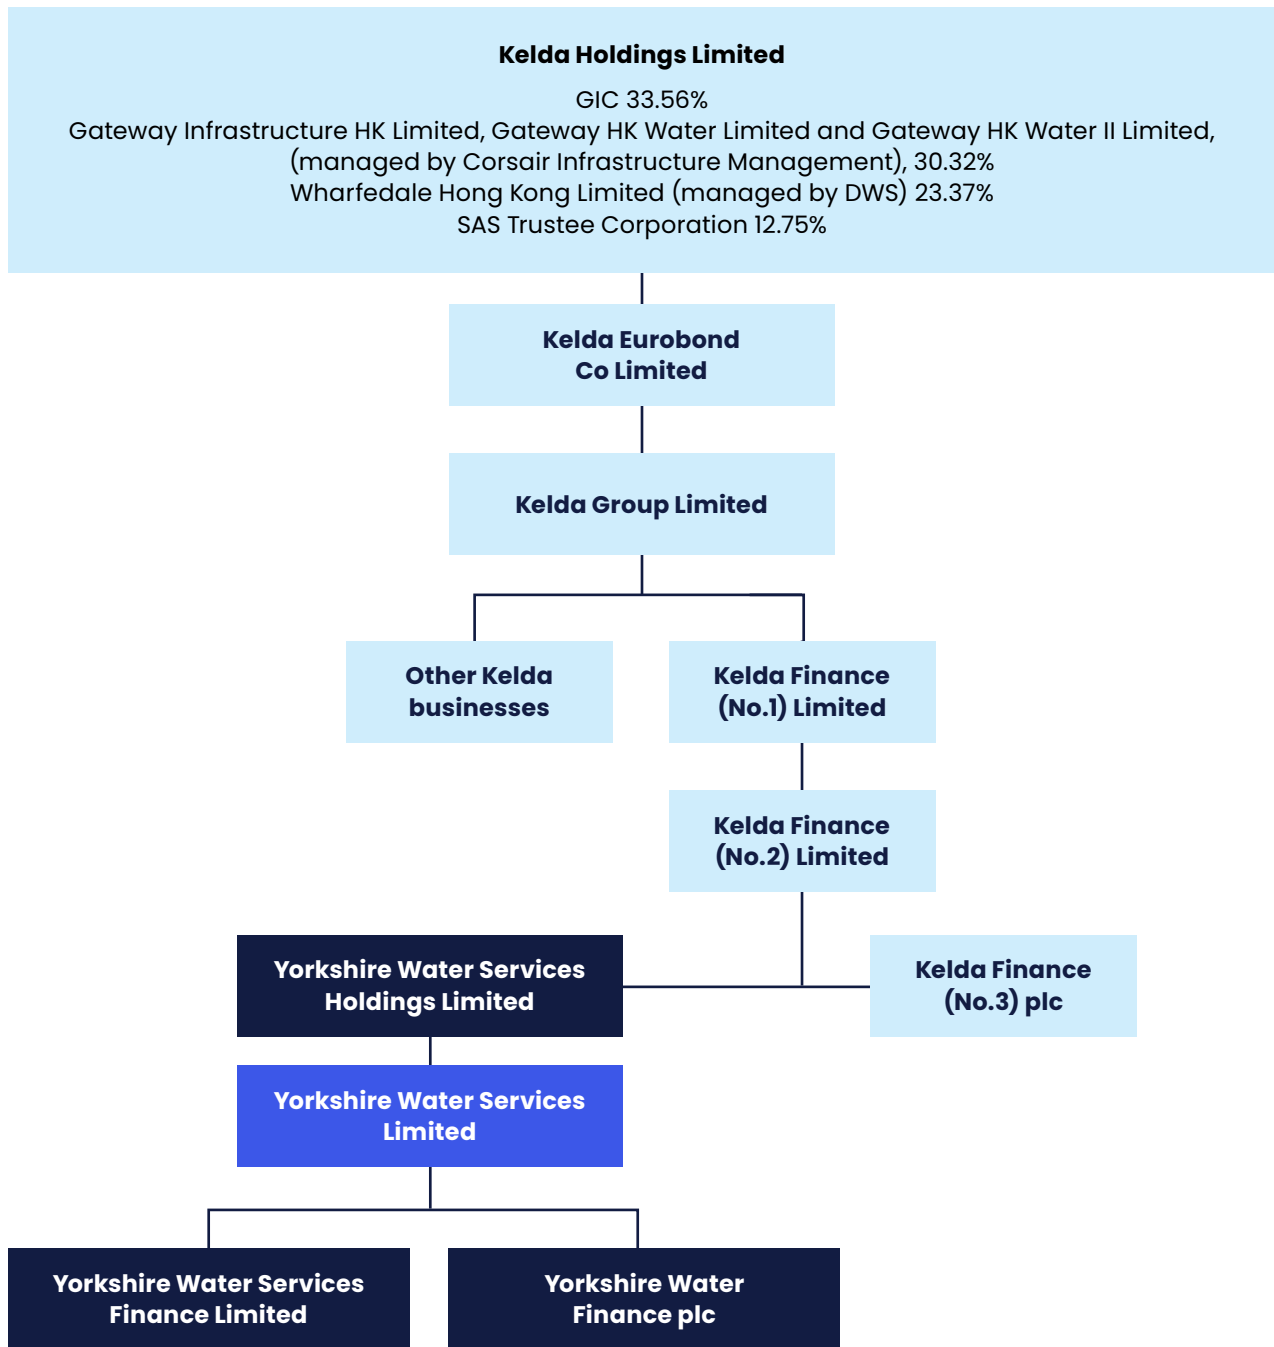 Kelda Holdings Limited
GIC 33.56%
Gateway Infrastructure HK Limited, Gateway HK Water Limited and Gateway HK Water II Limited,
(managed by Corsair Infrastructure Management), 30.32%
Wharfedale Hong Kong Limited (managed by DWS) 23.37%
SAS Trustee Corporation 12.75%
Kelda Eurobond
Co Limited
Kelda Group Limited
Other Kelda
businesses
Kelda Finance
(No.1) Limited
Kelda Finance
(No.2) Limited
Yorkshire Water Services
Holdings Limited
Kelda Finance
(No.3) plc
Yorkshire Water Services
Limited
Yorkshire Water Services
Finance Limited
Yorkshire Water
Finance plc